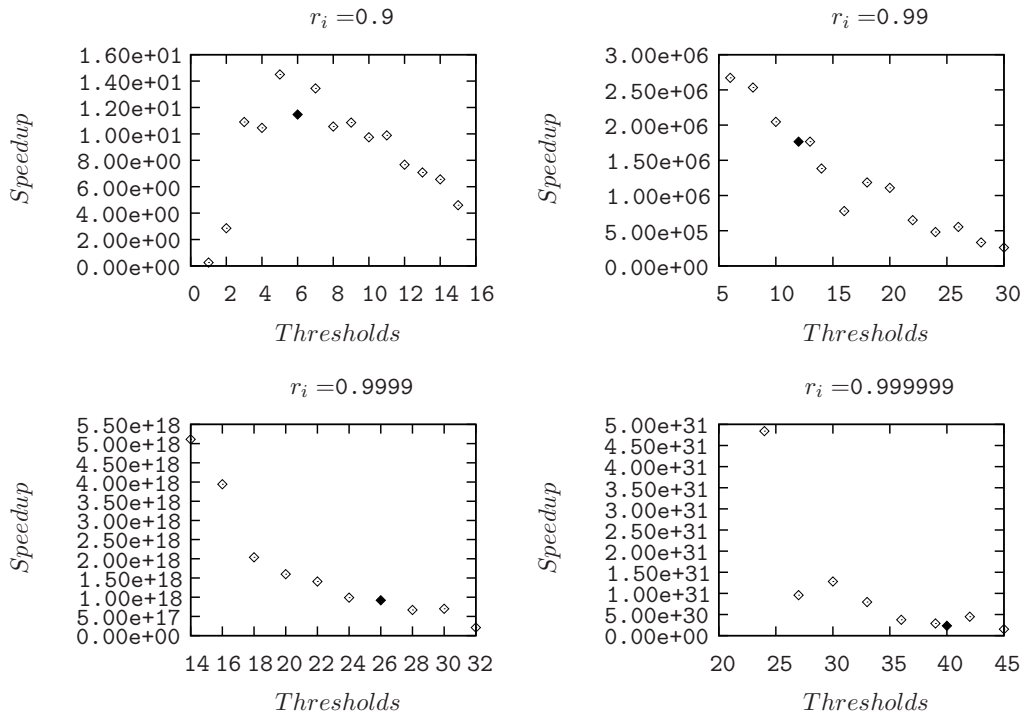 r_i =0.9
1.60e+01
1.40e+01
1.20e+01
1.00e+01
8.00e+00
6.00e+00
4.00e+00
2.00e+00
0.00e+00
Speedup
0 2 4 6 8 10 12 14 16
Thresholds
r_i =0.99
3.00e+06
2.50e+06
2.00e+06
1.50e+06
1.00e+06
5.00e+05
0.00e+00
Speedup
5 10 15 20 25 30
Thresholds
r_i =0.9999
5.50e+18
5.00e+18
4.50e+18
4.00e+18
3.50e+18
3.00e+18
2.50e+18
2.00e+18
1.50e+18
1.00e+18
5.00e+17
0.00e+00
Speedup
14 16 18 20 22 24 26 28 30 32
Thresholds
r_i =0.999999
5.00e+31
4.50e+31
4.00e+31
3.50e+31
3.00e+31
2.50e+31
2.00e+31
1.50e+31
1.00e+31
5.00e+30
0.00e+00
Speedup
20 25 30 35 40 45
Thresholds